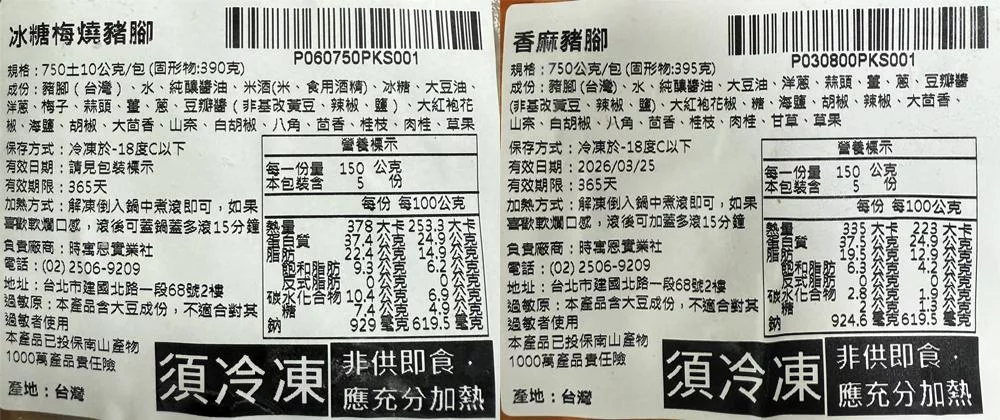 冰糖梅燒豬腳
P060750PKS001
規格：750土10公克/包 (固形物:390克)
成份：豬腳（台灣）、水、純釀醬油、米酒(米、食用酒精)、冰糖、大豆油、
洋蔥、梅子、蒜頭、薑、蔥、豆瓣醬（非基改黃豆、辣椒、鹽）、大紅袍花
椒、海鹽、胡椒、大茴香、山奈、白胡椒、八角、茴香、桂枝、肉桂、草果
保存方式：冷凍於-18度C以下
有效日期：請見包裝標示
有效期限：365天
加熱方式：解凍倒入鍋中煮滾即可，如果
喜歡軟爛口感，滾後可蓋鍋蓋多滾15分鐘
負責廠商：時寓恩實業社
電話：(02) 2506-9209
地址：台北市建國北路一段68號2樓
過敏原：本產品含大豆成份，不適合對其
過敏者使用
本產品已投保南山產物
1000萬產品責任險
產地：台灣
營養標示
每一份量 150 公克
本包裝含 5 份
每份 每100公克
熱量 378 大卡 253.3 大卡
蛋白質 37.4 公克 24.9 公克
脂肪 22.4 公克 14.9 公克
飽和脂肪 9.3 公克 6.2 公克
反式脂肪 0 公克 0 公克
碳水化合物 10.4 公克 6.9 公克
糖 7.4 公克 4.9 公克
鈉 929 毫克 619.5 毫克
須冷凍
非供即食，
應充分加熱
香麻豬腳
P030800PKS001
規格：750公克/包 (固形物:395克)
成份：豬腳 (台灣)、水、純釀醬油、大豆油、洋蔥、蒜頭、薑、蔥、豆瓣醬
(非基改黃豆、辣椒、鹽)、大紅袍花椒、糖、海鹽、胡椒、辣椒、大茴香、
山奈、白胡椒、八角、茴香、桂枝、肉桂、甘草、草果
保存方式：冷凍於-18度C以下
有效日期：2026/03/25
有效期限：365天
加熱方式：解凍倒入鍋中煮滾即可，如果
喜歡軟爛口感，滾後可加蓋多滾15分鐘
負責廠商：時寓恩實業社
電話：(02) 2506-9209
地址：台北市建國北路一段68號2樓
過敏原：本產品含大豆成份，不適合對其
過敏者使用
本產品已投保南山產物
1000萬產品責任險
產地：台灣
營養標示
每一份量 150 公克
本包裝含 5 份
每份 每100公克
熱量 335 大卡 223 大卡
蛋白質 37.5 公克 24.9 公克
脂肪 19.5 公克 12.9 公克
飽和脂肪 6.3 公克 4.2 公克
反式脂肪 0 公克 0 公克
碳水化合物 2.8 公克 1.9 公克
糖 2 公克 公克
鈉 924.6 毫克 619.5 毫克
須冷凍
非供即食，
應充分加熱